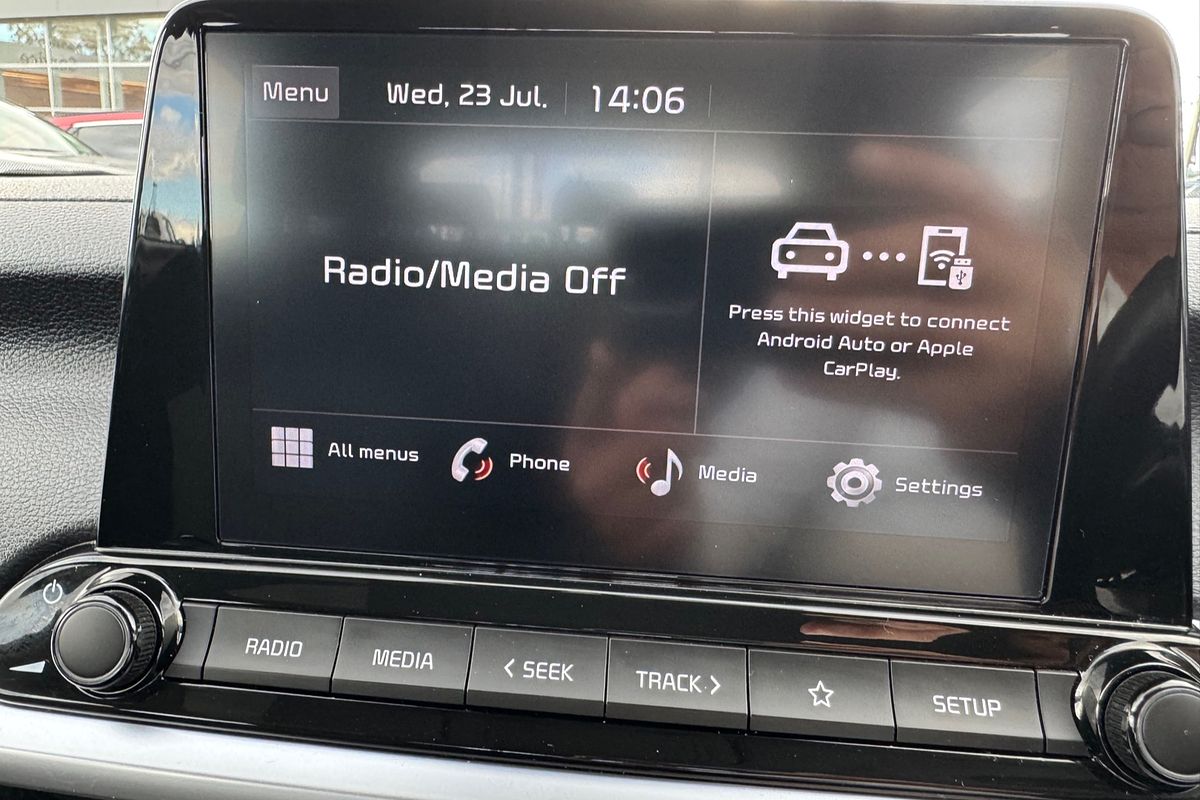 Menu Wed, 23 Jul. 14:06
Radio/Media Off
Press this widget to connect
Android Auto or Apple
CarPlay.
All menus Phone Media Settings
RADIO MEDIA < SEEK TRACK > ☆ SETUP